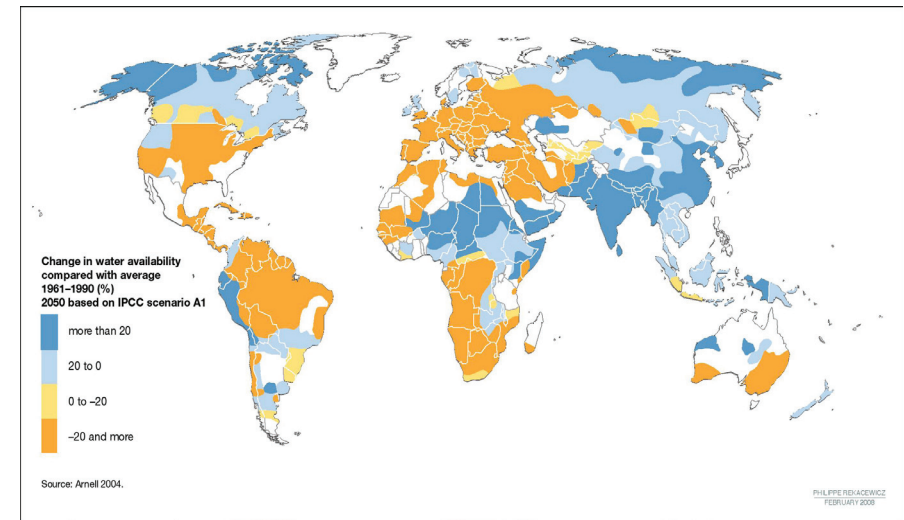 Change in water availability
compared with average
1961–1990 (%)
2050 based on IPCC scenario A1
more than 20
20 to 0
0 to –20
–20 and more
Source: Arnell 2004.
PHILIPPE REKACEWICZ
FEBRUARY 2008